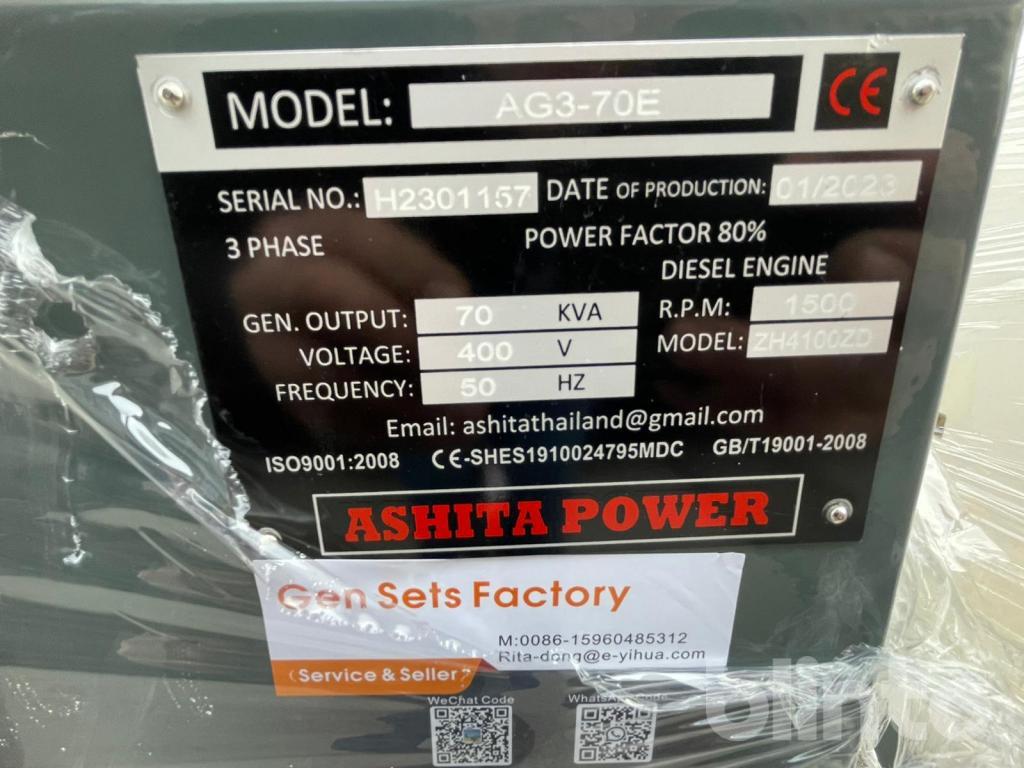 MODEL: AG3-70E CE
SERIAL NO.: H2301157 DATE OF PRODUCTION: 01/2023
3 PHASE POWER FACTOR 80%
DIESEL ENGINE
GEN. OUTPUT: 70 KVA R.P.M: 1500
VOLTAGE: 400 V MODEL: ZH4100ZD
FREQUENCY: 50 HZ
Email: ashitathailand@gmail.com
ISO9001:2008 CE-SHES1910024795MDC GB/T19001-2008
ASHITA POWER
Gen Sets Factory
M:0086-15960485312
Rita-dong@e-yihua.com
(Service & Seller)
WeChat Code WhatsApp Code
blinto